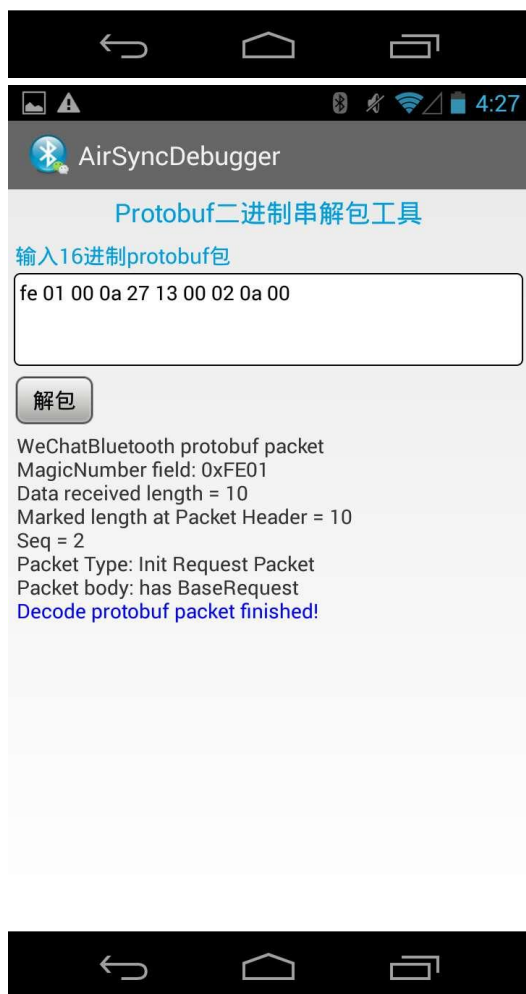 4:27
AirSyncDebugger
Protobuf二进制串解包工具
输入16进制protobuf包
fe 01 00 0a 27 13 00 02 0a 00
解包
WeChatBluetooth protobuf packet
MagicNumber field: 0xFE01
Data received length = 10
Marked length at Packet Header = 10
Seq = 2
Packet Type: Init Request Packet
Packet body: has BaseRequest
Decode protobuf packet finished!